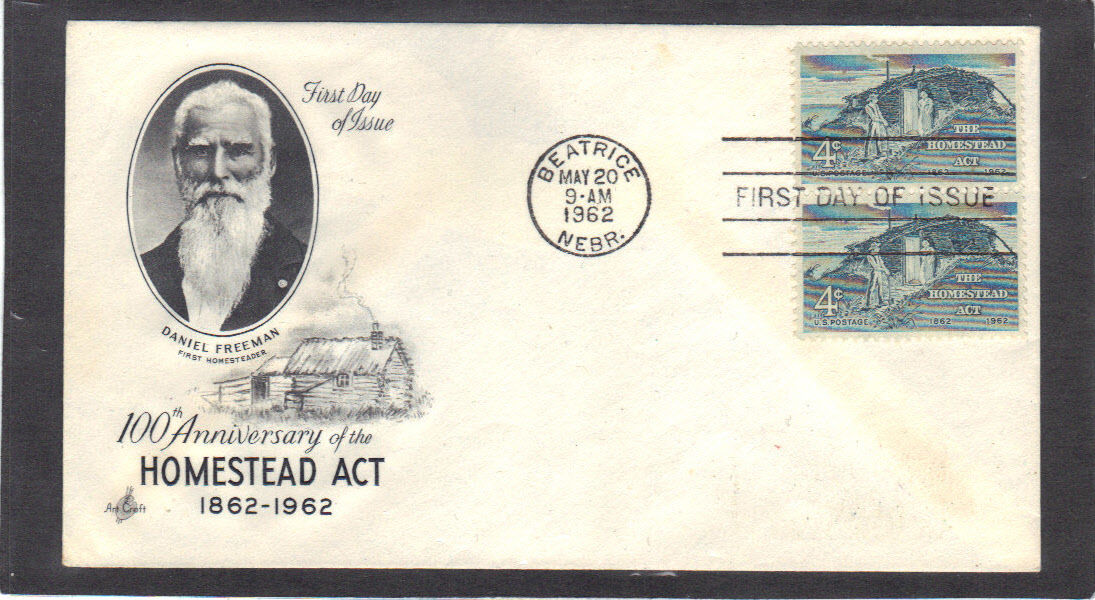 First Day
of Issue
DANIEL FREEMAN
FIRST HOMESTEADER
100th Anniversary of the
HOMESTEAD ACT
1862-1962
Art Craft
BEATRICE
MAY 20
9-AM
1962
NEBR.
FIRST DAY OF ISSUE
THE
HOMESTEAD
ACT
4¢
U.S. POSTAGE 1862 1962
THE
HOMESTEAD
ACT
4¢
U.S. POSTAGE 1862 1962